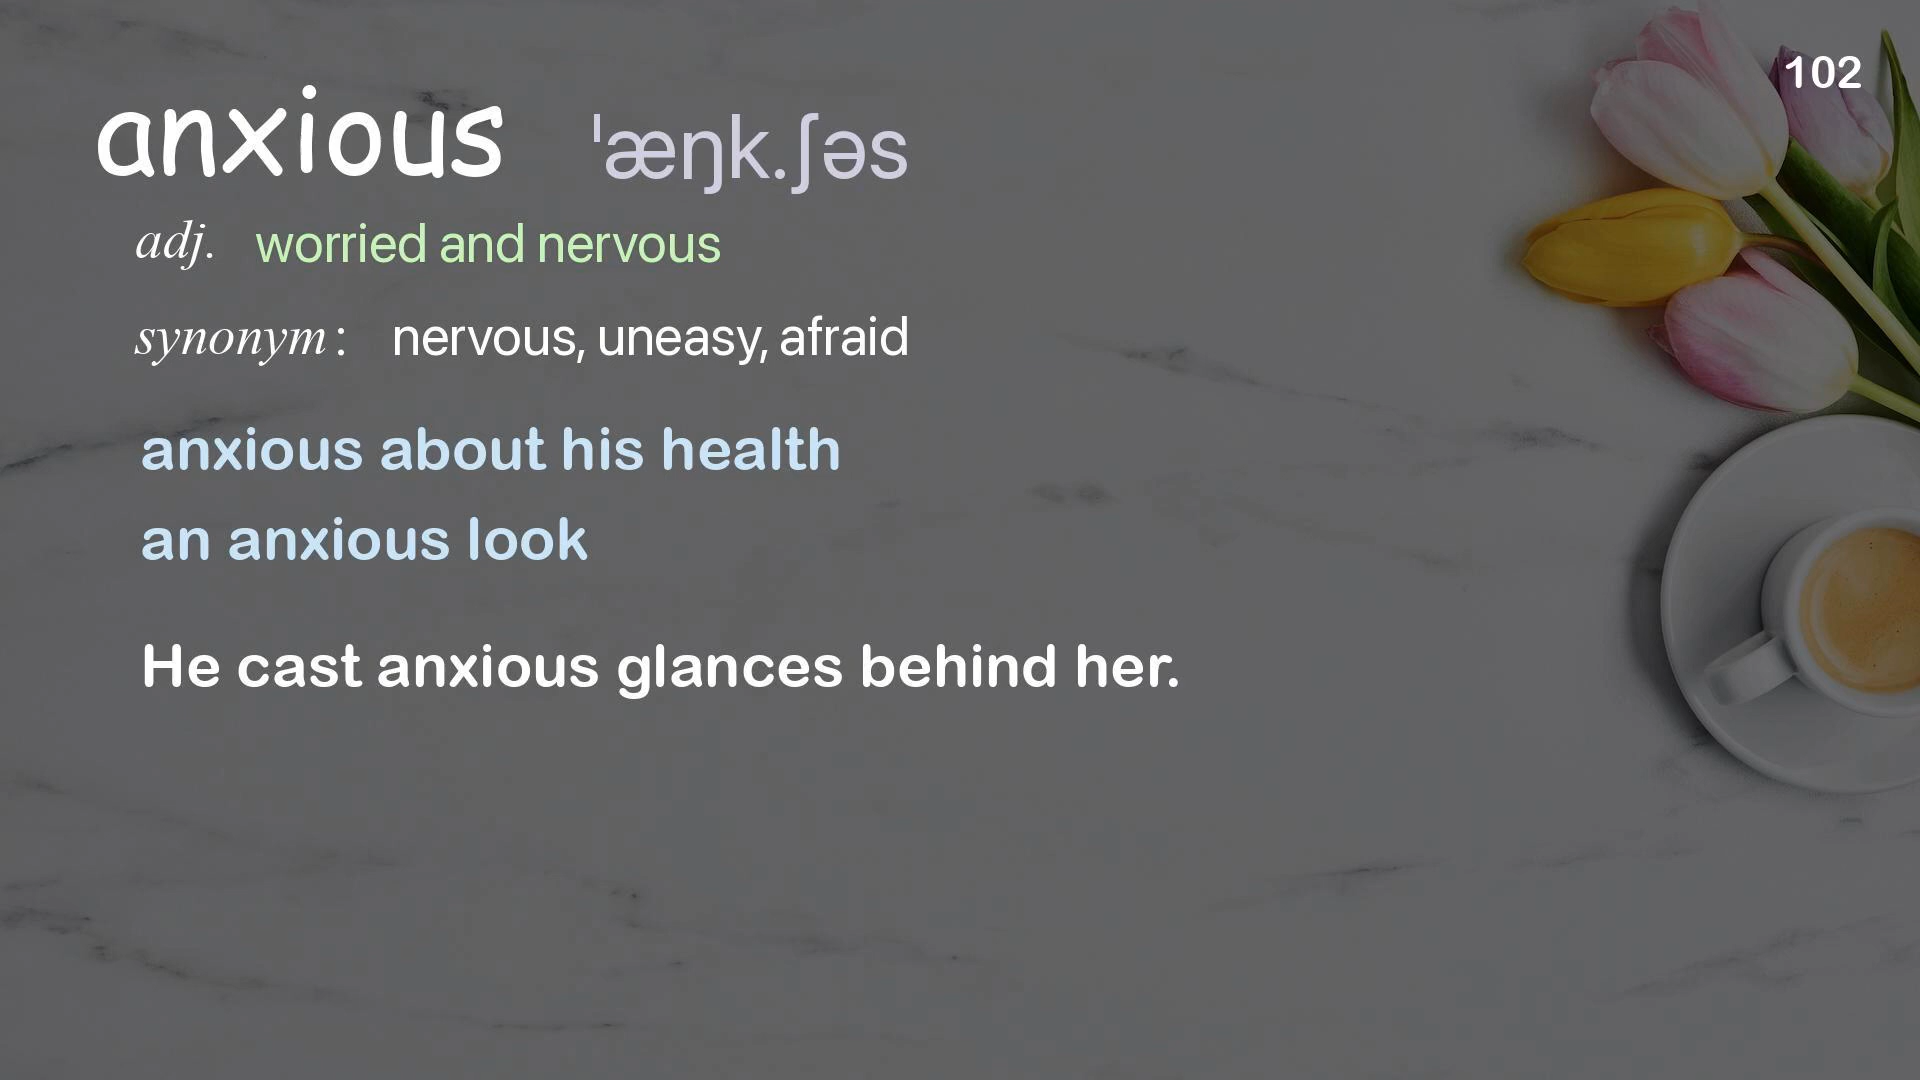 102
anxious ˈæŋk.ʃəs
adj. worried and nervous
synonym: nervous, uneasy, afraid
anxious about his health
an anxious look
He cast anxious glances behind her.